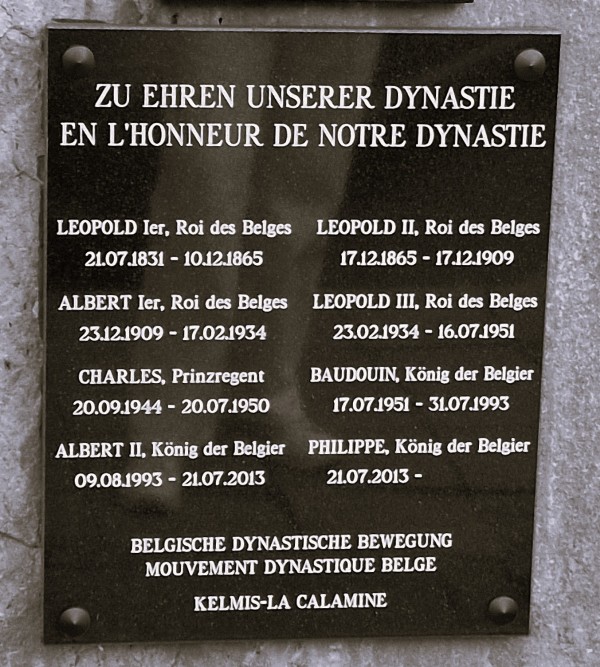 ZU EHREN UNSERER DYNASTIE
EN L'HONNEUR DE NOTRE DYNASTIE
LEOPOLD Ier, Roi des Belges
21.07.1831 - 10.12.1865
LEOPOLD II, Roi des Belges
17.12.1865 - 17.12.1909
ALBERT Ier, Roi des Belges
23.12.1909 - 17.02.1934
LEOPOLD III, Roi des Belges
23.02.1934 - 16.07.1951
CHARLES, Prinzregent
20.09.1944 - 20.07.1950
BAUDOUIN, König der Belgier
17.07.1951 - 31.07.1993
ALBERT II, König der Belgier
09.08.1993 - 21.07.2013
PHILIPPE, König der Belgier
21.07.2013 -
BELGISCHE DYNASTISCHE BEWEGUNG
MOUVEMENT DYNASTIQUE BELGE
KELMIS-LA CALAMINE